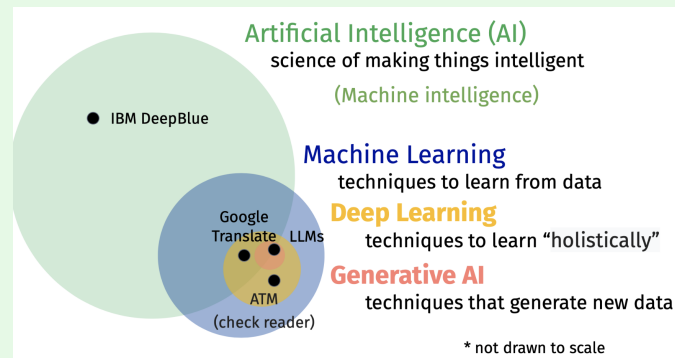 Artificial Intelligence (AI)
science of making things intelligent
(Machine intelligence)
IBM DeepBlue
Machine Learning
techniques to learn from data
Google
Translate
LLMs
Deep Learning
techniques to learn “holistically”
Generative AI
techniques that generate new data
ATM
(check reader)
* not drawn to scale